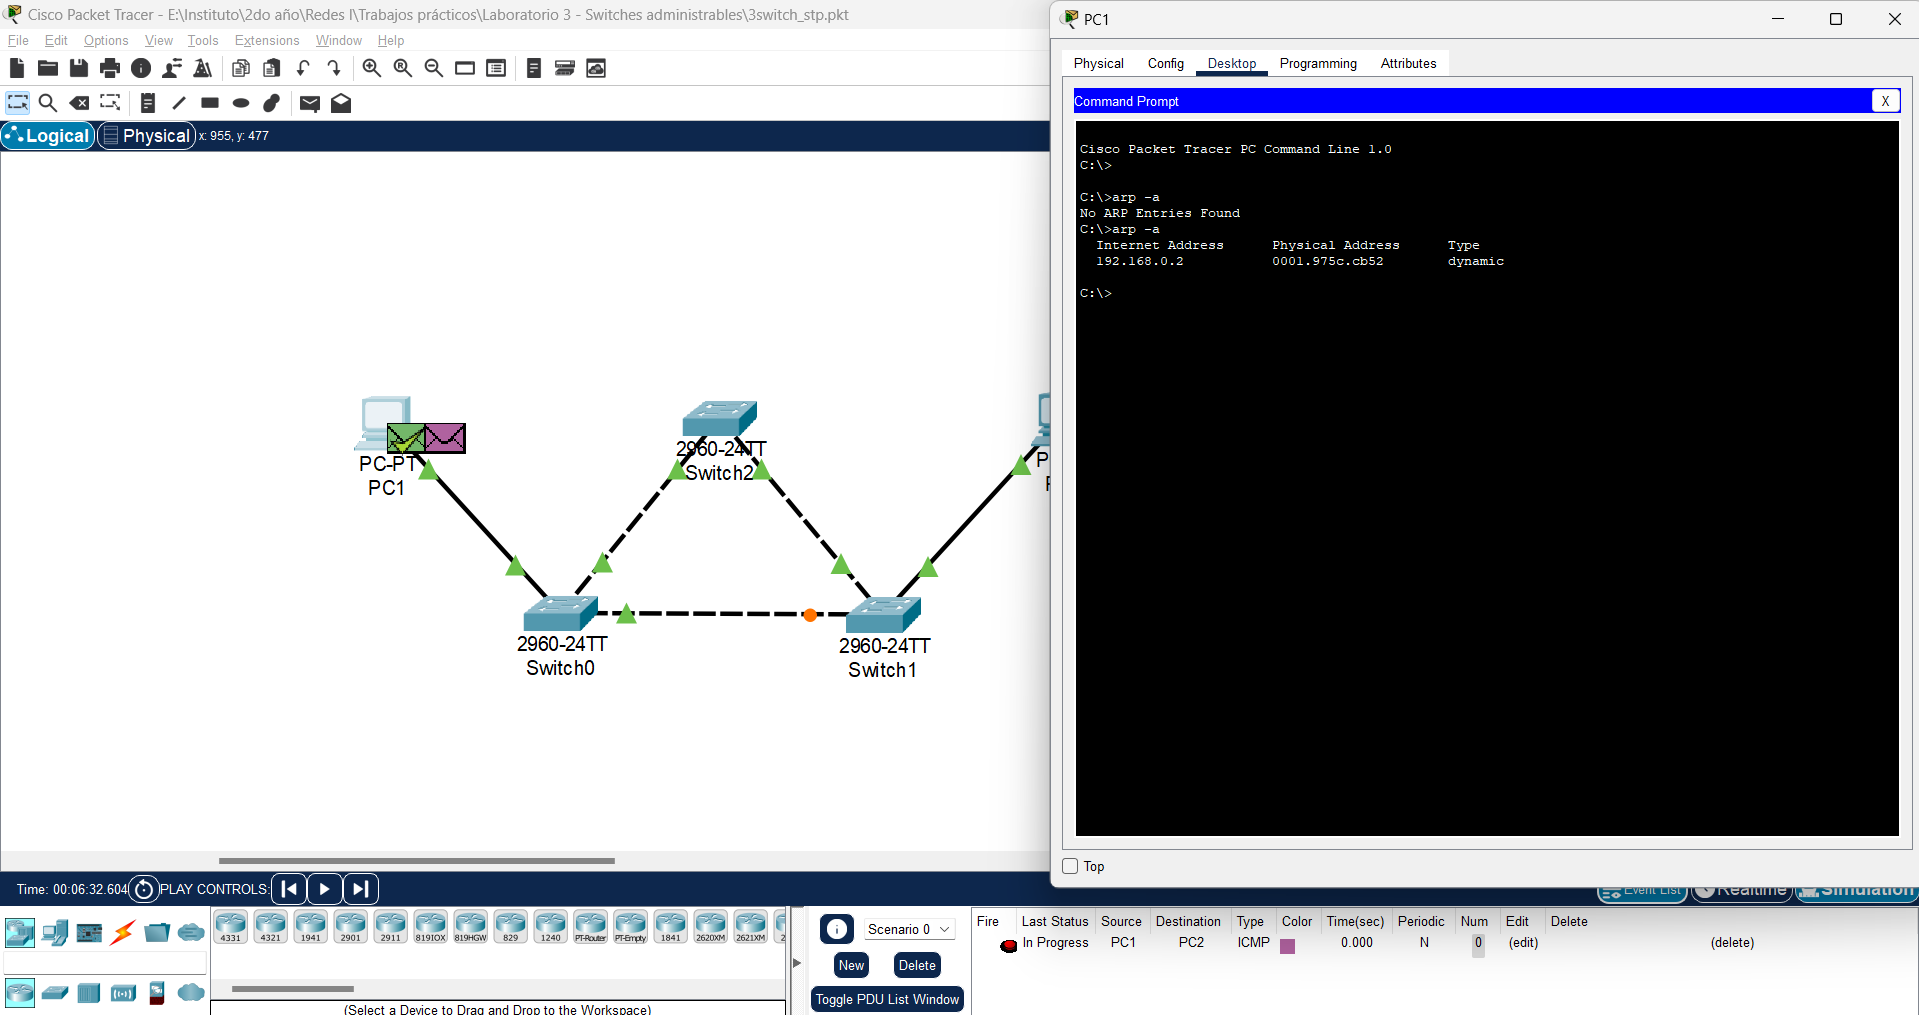 Cisco Packet Tracer - E:\Instituto\2do año\Redes I\Trabajos prácticos\Laboratorio 3 - Switches administrables\3switch_stp.pkt
File Edit Options View Tools Extensions Window Help
Logical Physical x: 955, y: 477
PC-PT
PC1
2960-24TT
Switch2
P
2960-24TT
Switch0
2960-24TT
Switch1
PC1
Physical Config Desktop Programming Attributes
Command Prompt X
Cisco Packet Tracer PC Command Line 1.0
C:\>
C:\>arp -a
No ARP Entries Found
C:\>arp -a
Internet Address Physical Address Type
192.168.0.2 0001.975c.cb52 dynamic
C:\>
Top
Time: 00:06:32.604 PLAY CONTROLS:
Event List Realtime Simulation
4331 4321 1941 2901 2911 819IOX 819HGW 829 1240 PT-Router PT-Empty 1841 2620XM 2621XM 2
(Select a Device to Drag and Drop to the Workspace)
Scenario 0
New Delete
Toggle PDU List Window
Fire Last Status Source Destination Type Color Time(sec) Periodic Num Edit Delete
In Progress PC1 PC2 ICMP 0.000 N 0 (edit) (delete)